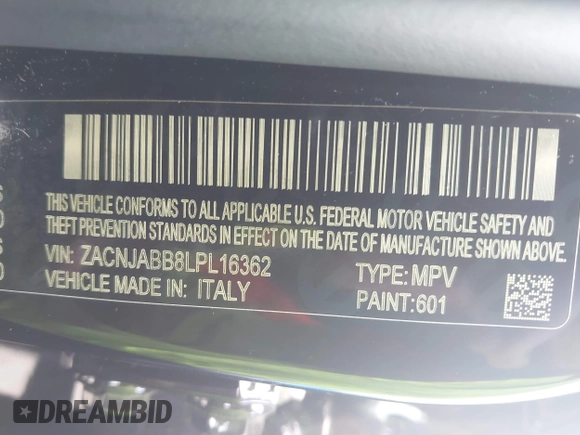 THIS VEHICLE CONFORMS TO ALL APPLICABLE U.S. FEDERAL MOTOR VEHICLE SAFETY AND
THEFT PREVENTION STANDARDS IN EFFECT ON THE DATE OF MANUFACTURE SHOWN ABOVE.
VIN: ZACNJABB8LPL16362 TYPE: MPV
VEHICLE MADE IN: ITALY PAINT: 601
DREAMBID